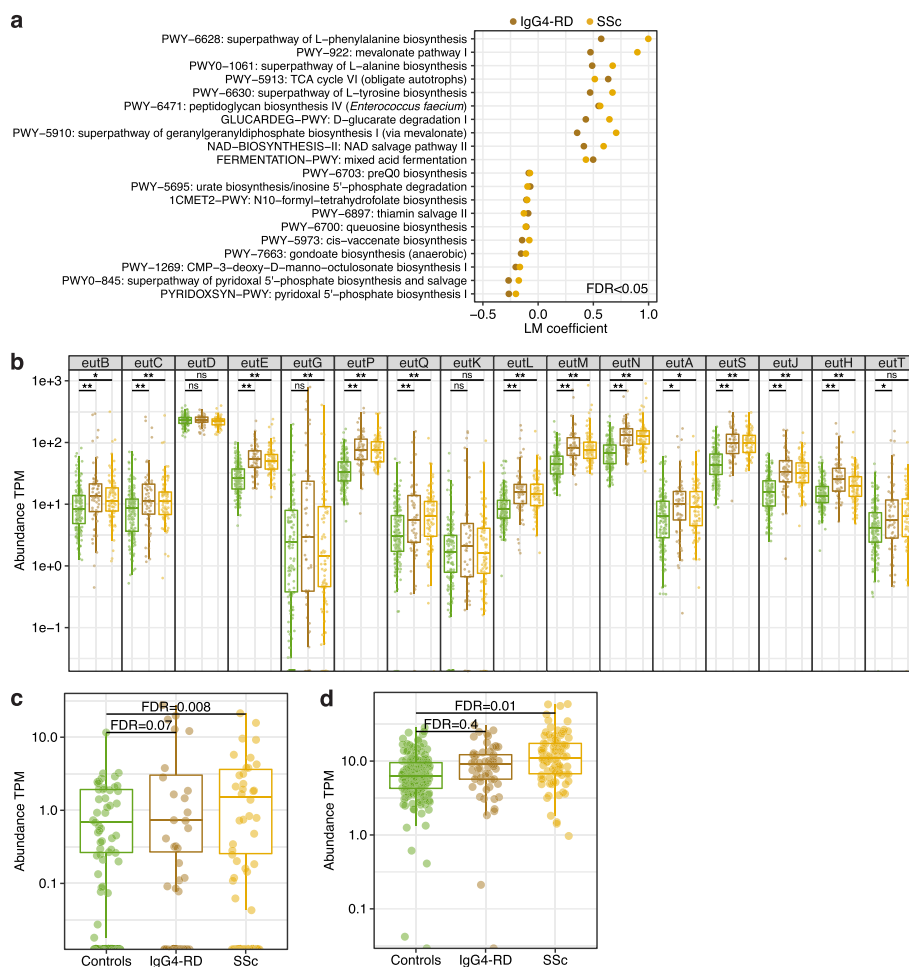 a
IgG4-RD SSc
PWY-6628: superpathway of L-phenylalanine biosynthesis
PWY-922: mevalonate pathway I
PWY0-1061: superpathway of L-alanine biosynthesis
PWY-5913: TCA cycle VI (obligate autotrophs)
PWY-6630: superpathway of L-tyrosine biosynthesis
PWY-6471: peptidoglycan biosynthesis IV (Enterococcus faecium)
GLUCARDEG-PWY: D-glucarate degradation I
PWY-5910: superpathway of geranylgeranyldiphosphate biosynthesis I (via mevalonate)
NAD-BIOSYNTHESIS-II: NAD salvage pathway II
FERMENTATION-PWY: mixed acid fermentation
PWY-6703: preQ0 biosynthesis
PWY-5695: urate biosynthesis/inosine 5'-phosphate degradation
1CMET2-PWY: N10-formyl-tetrahydrofolate biosynthesis
PWY-6897: thiamin salvage II
PWY-6700: queuosine biosynthesis
PWY-5973: cis-vaccenate biosynthesis
PWY-7663: gondoate biosynthesis (anaerobic)
PWY-1269: CMP-3-deoxy-D-manno-octulosonate biosynthesis I
PWY0-845: superpathway of pyridoxal 5'-phosphate biosynthesis and salvage
PYRIDOXSYN-PWY: pyridoxal 5'-phosphate biosynthesis I
FDR<0.05
-0.5 0.0 0.5 1.0
LM coefficient
b
eutB eutC eutD eutE eutG eutP eutQ eutK eutL eutM eutN eutA eutS eutJ eutH eutT
* ** ns ** ** ** ** ns ** ** ** * ** ** ** ns
** ** ns ** ns ** ** ns ** ** ** * ** ** ** *
Abundance TPM
1e+3
1e+2
1e+1
1e+0
1e-1
c
FDR=0.008
FDR=0.07
Abundance TPM
10.0
1.0
0.1
Controls IgG4-RD SSc
d
FDR=0.01
FDR=0.4
Abundance TPM
10.0
1.0
0.1
Controls IgG4-RD SSc